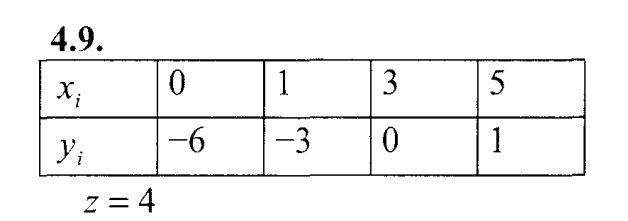 4.9.
x_i 0 1 3 5
y_i −6 −3 0 1
z = 4